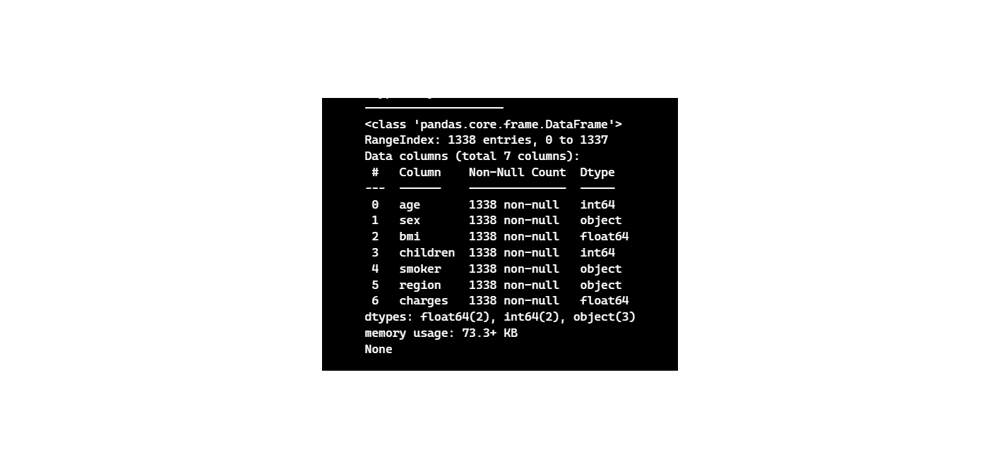 <class 'pandas.core.frame.DataFrame'>
RangeIndex: 1338 entries, 0 to 1337
Data columns (total 7 columns):
 #   Column    Non-Null Count  Dtype
---  ------    --------------  -----
 0   age       1338 non-null   int64
 1   sex       1338 non-null   object
 2   bmi       1338 non-null   float64
 3   children  1338 non-null   int64
 4   smoker    1338 non-null   object
 5   region    1338 non-null   object
 6   charges   1338 non-null   float64
dtypes: float64(2), int64(2), object(3)
memory usage: 73.3+ KB
None